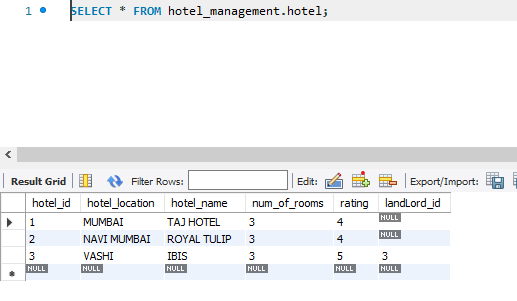 1 SELECT * FROM hotel_management.hotel;
Result Grid Filter Rows: Edit: Export/Import:
hotel_id hotel_location hotel_name num_of_rooms rating landLord_id
1 MUMBAI TAJ HOTEL 3 4 NULL
2 NAVI MUMBAI ROYAL TULIP 3 4 NULL
3 VASHI IBIS 3 5 3
NULL NULL NULL NULL NULL NULL